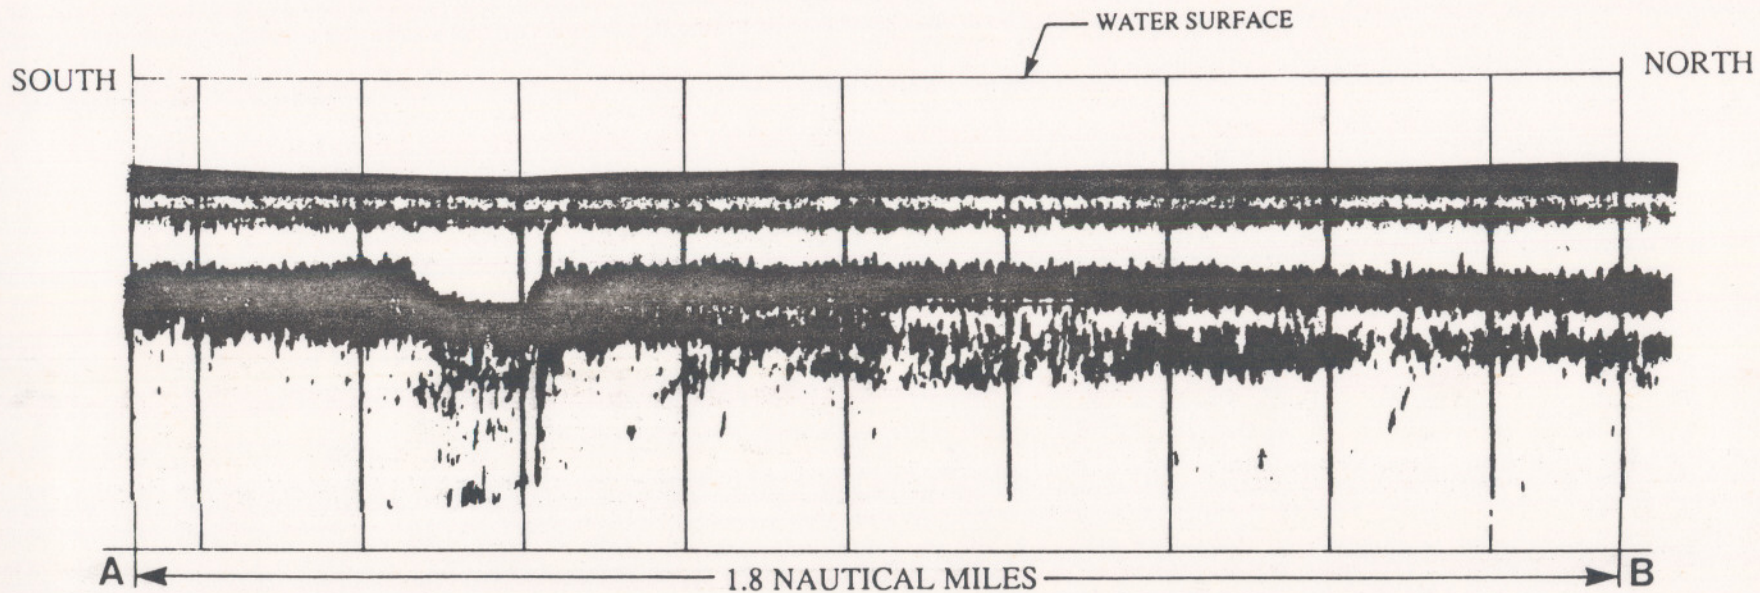 WATER SURFACE
SOUTH
NORTH
A
1.8 NAUTICAL MILES
B